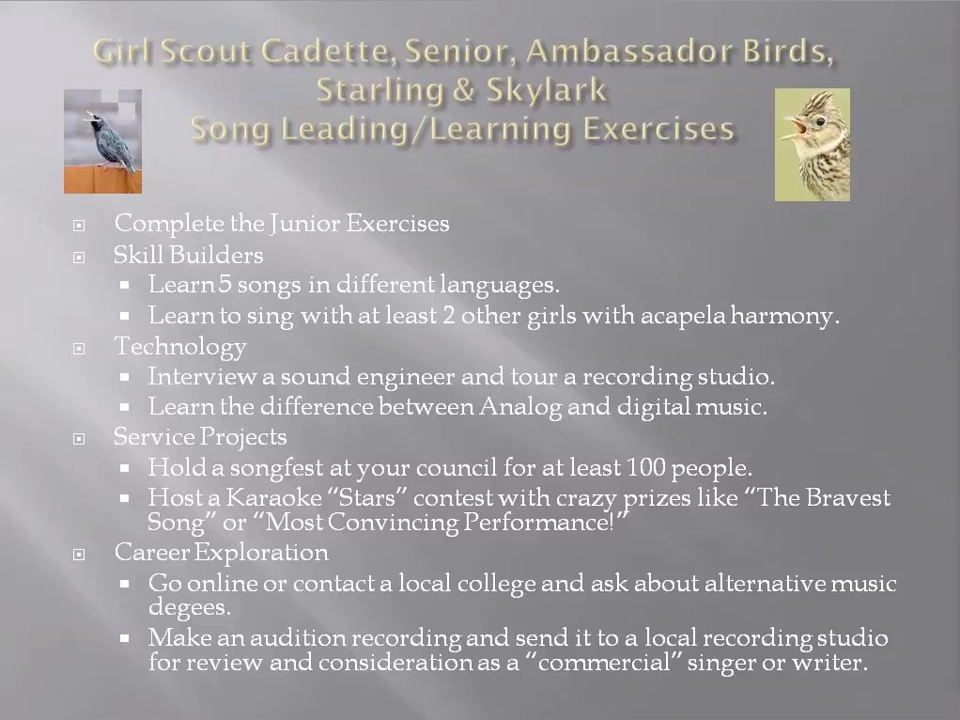 Girl Scout Cadette, Senior, Ambassador Birds,
Starling & Skylark
Song Leading/Learning Exercises
Complete the Junior Exercises
Skill Builders
Learn 5 songs in different languages.
Learn to sing with at least 2 other girls with acapela harmony.
Technology
Interview a sound engineer and tour a recording studio.
Learn the difference between Analog and digital music.
Service Projects
Hold a songfest at your council for at least 100 people.
Host a Karaoke “Stars” contest with crazy prizes like “The Bravest
Song” or “Most Convincing Performance!”
Career Exploration
Go online or contact a local college and ask about alternative music
degees.
Make an audition recording and send it to a local recording studio
for review and consideration as a “commercial” singer or writer.